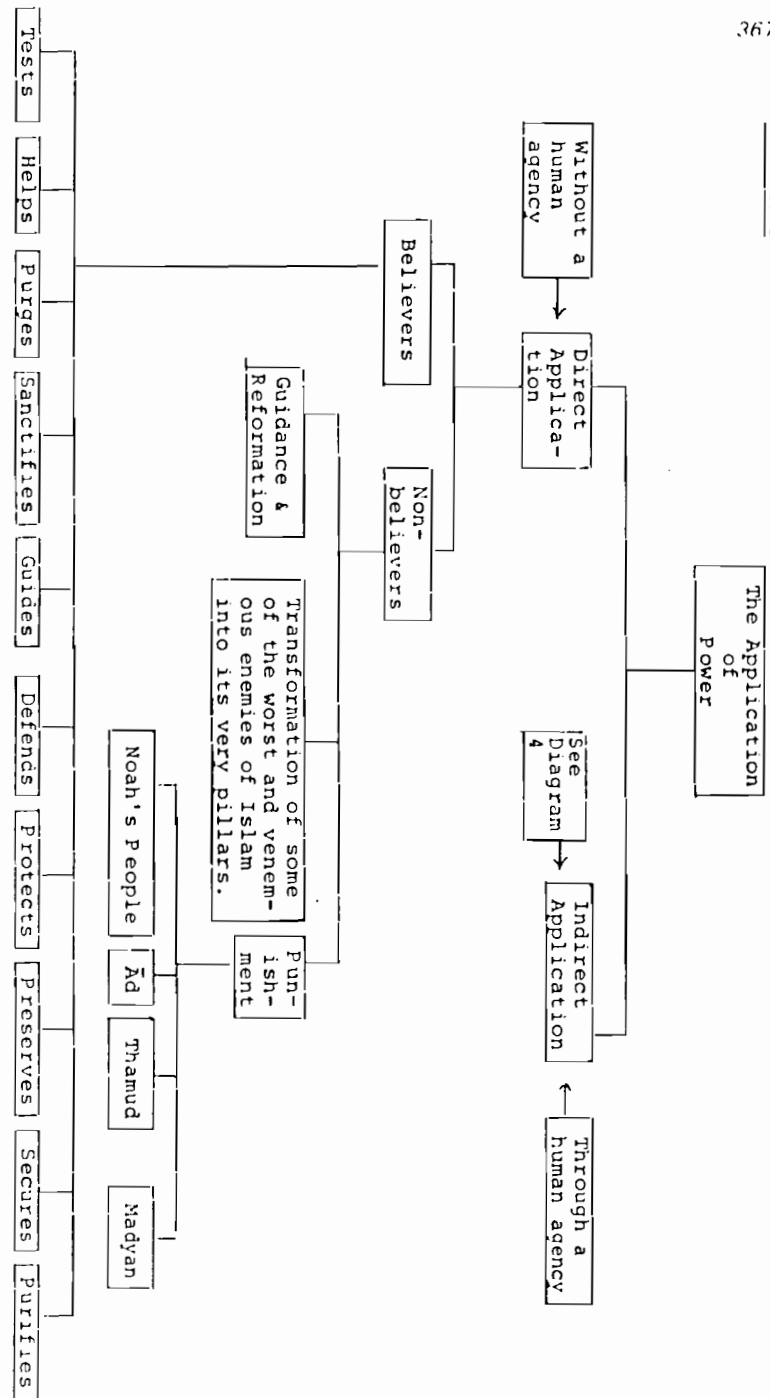 367
The Application
of
Power
Without a
human
agency
Direct
Applica-
tion
See
Diagram
4
Indirect
Application
Through a
human agency
Believers
Non-
believers
Guidance &
Reformation
Transformation of some
of the worst and venem-
ous enemies of Islam
into its very pillars.
Pun-
ish-
ment
Noah's People
Ād
Thamud
Madyan
Tests
Helps
Purges
Sanctifies
Guides
Defends
Protects
Preserves
Secures
Purifies